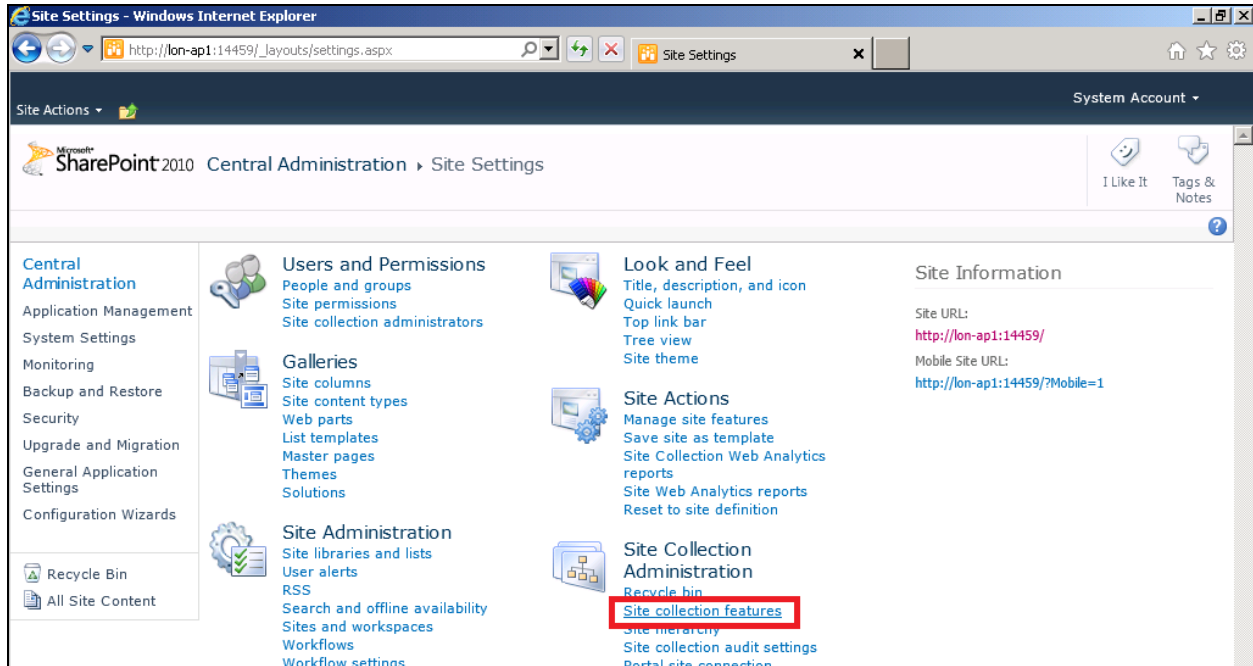 Site Settings - Windows Internet Explorer
http://lon-ap1:14459/_layouts/settings.aspx
Site Settings
Site Actions
System Account
Microsoft
SharePoint 2010
Central Administration
Site Settings
I Like It
Tags &
Notes
Central
Administration
Application Management
System Settings
Monitoring
Backup and Restore
Security
Upgrade and Migration
General Application
Settings
Configuration Wizards
Recycle Bin
All Site Content
Users and Permissions
People and groups
Site permissions
Site collection administrators
Galleries
Site columns
Site content types
Web parts
List templates
Master pages
Themes
Solutions
Site Administration
Site libraries and lists
User alerts
RSS
Search and offline availability
Sites and workspaces
Workflows
Workflow settings
Look and Feel
Title, description, and icon
Quick launch
Top link bar
Tree view
Site theme
Site Actions
Manage site features
Save site as template
Site Collection Web Analytics
reports
Site Web Analytics reports
Reset to site definition
Site Collection
Administration
Recycle bin
Site collection features
Site hierarchy
Site collection audit settings
Portal site connection
Site Information
Site URL:
http://lon-ap1:14459/
Mobile Site URL:
http://lon-ap1:14459/?Mobile=1